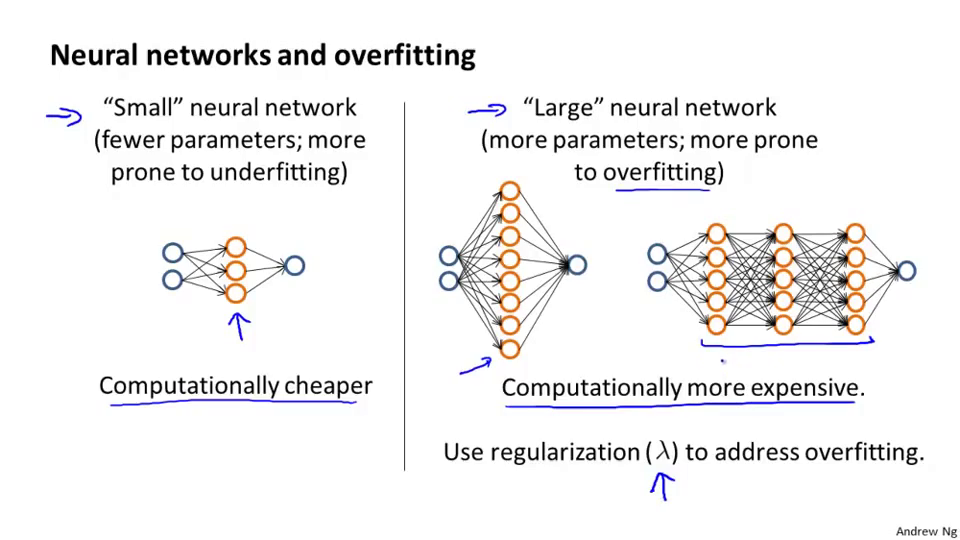 Neural networks and overfitting
“Small” neural network
(fewer parameters; more
prone to underfitting)
Computationally cheaper
“Large” neural network
(more parameters; more prone
to overfitting)
Computationally more expensive.
Use regularization (λ) to address overfitting.
Andrew Ng